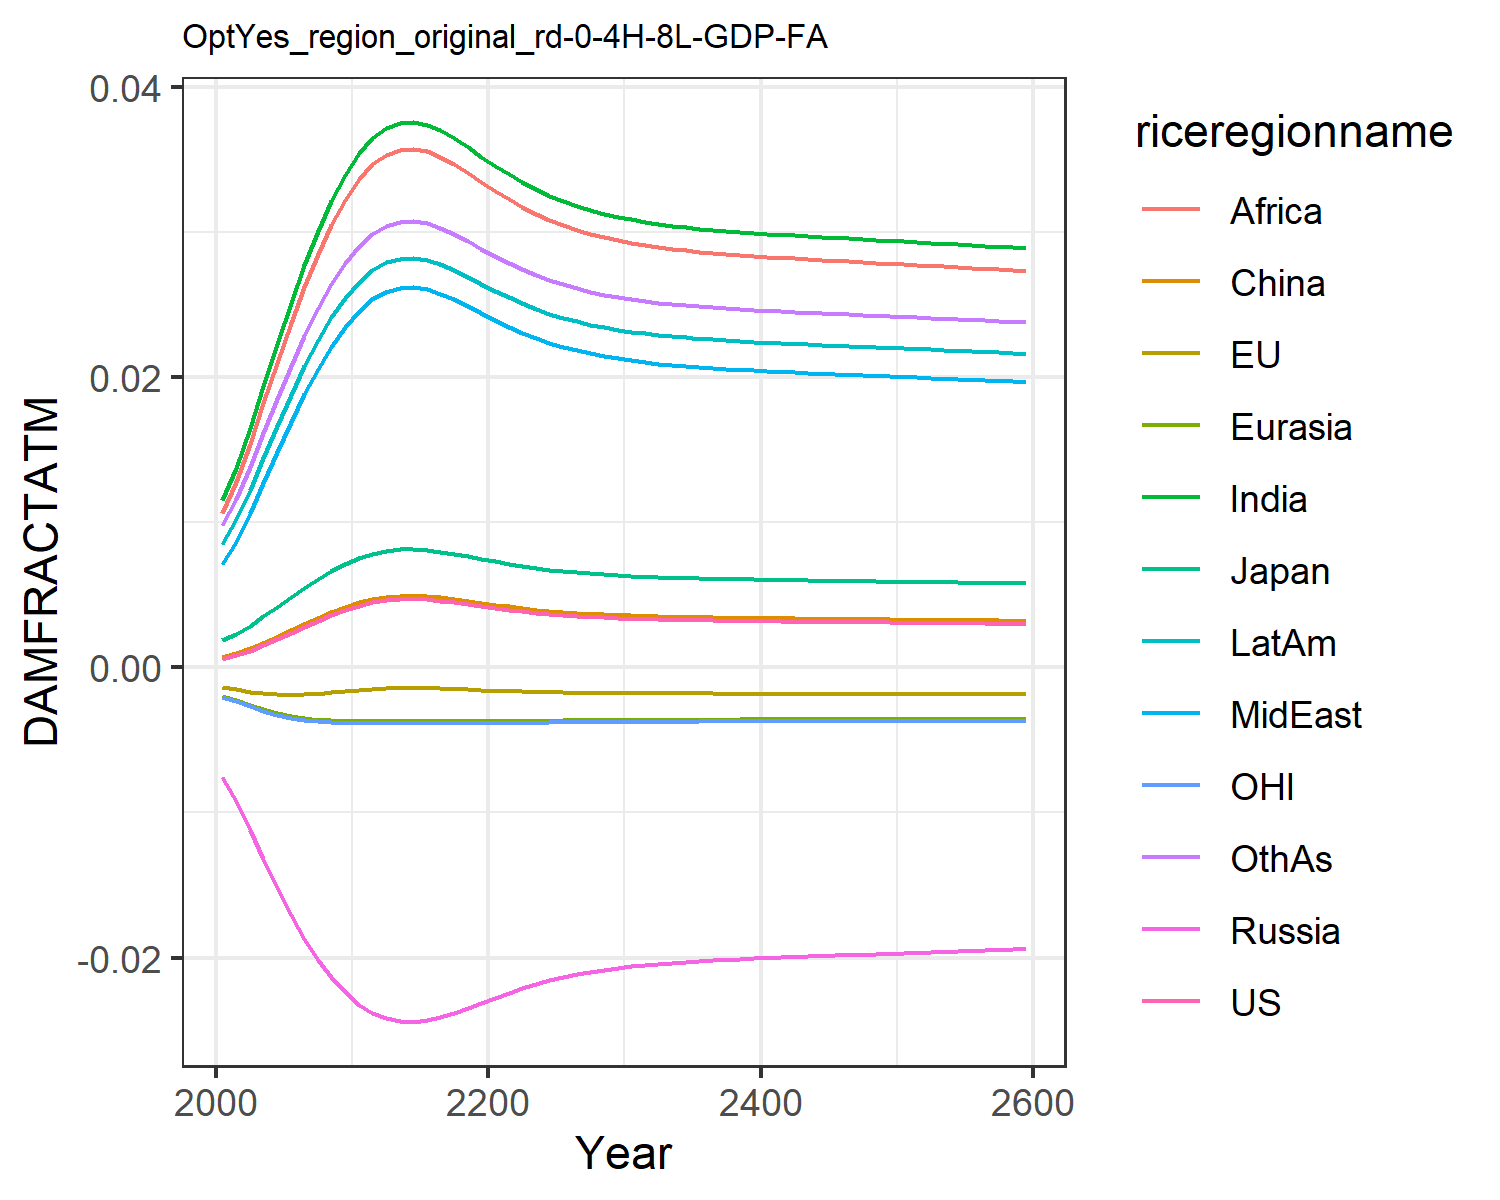 OptYes_region_original_rd-0-4H-8L-GDP-FA
0.04
0.02
0.00
-0.02
DAMFRACTATM
2000 2200 2400 2600
Year
riceregionname
Africa
China
EU
Eurasia
India
Japan
LatAm
MidEast
OHI
OthAs
Russia
US